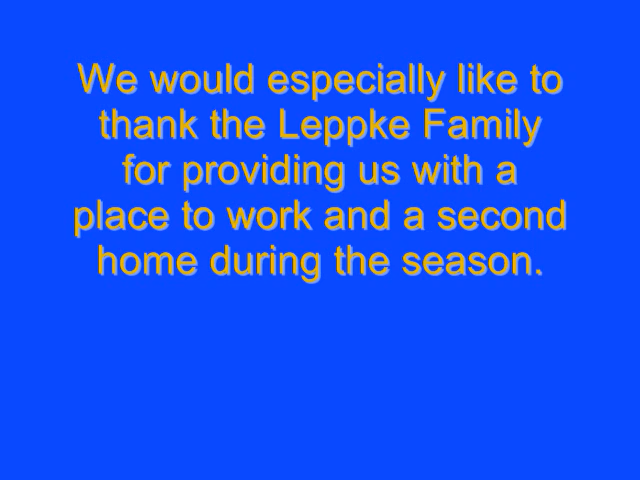 We would especially like to
thank the Leppke Family
for providing us with a
place to work and a second
home during the season.